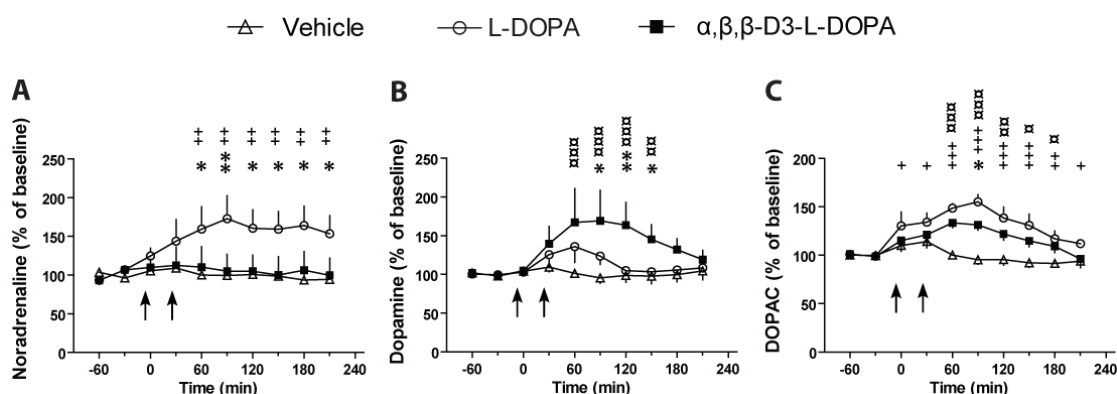 Vehicle
L-DOPA
α,β,β-D3-L-DOPA
A
++ ++ ++ ++ ++ ++
* ** * * * *
Noradrenaline (% of baseline)
250
200
150
100
50
0
-60 0 60 120 180 240
Time (min)
B
¤¤¤ ¤¤¤ ¤¤¤ ¤¤
* ** *
Dopamine (% of baseline)
250
200
150
100
50
0
-60 0 60 120 180 240
Time (min)
C
¤¤¤ ¤¤¤ ¤¤ ¤ ¤
+ + +++ +++ +++ +++ ++ +
*
DOPAC (% of baseline)
200
150
100
50
0
-60 0 60 120 180 240
Time (min)